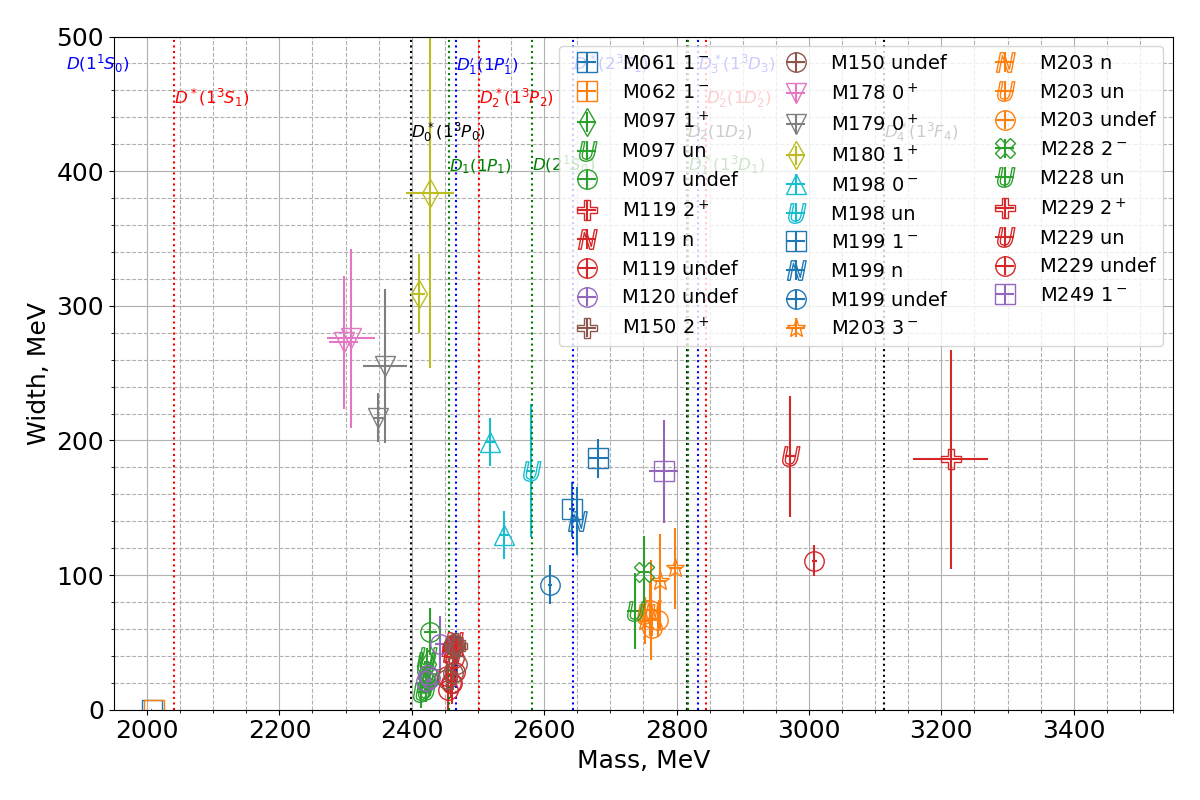 500
400
300
200
100
0
Width, MeV
D(1¹S₀)
D*(1³S₁)
D₀*(1³P₀)
D₁(1P₁)
D₁′(1P₁′)
D₂*(1³P₂)
D₃*(1³D₃)
D₂′(1D₂′)
D₂(1D₂)
D₄*(1³F₄)
M061 1⁻
M062 1⁻
M097 1⁺
M097 un
M097 undef
M119 2⁺
M119 n
M119 undef
M120 undef
M150 2⁺
M150 undef
M178 0⁺
M179 0⁺
M180 1⁺
M198 0⁻
M198 un
M199 1⁻
M199 n
M199 undef
M203 3⁻
M203 n
M203 un
M203 undef
M228 2⁻
M228 un
M229 2⁺
M229 un
M229 undef
M249 1⁻
2000 2200 2400 2600 2800 3000 3200 3400
Mass, MeV